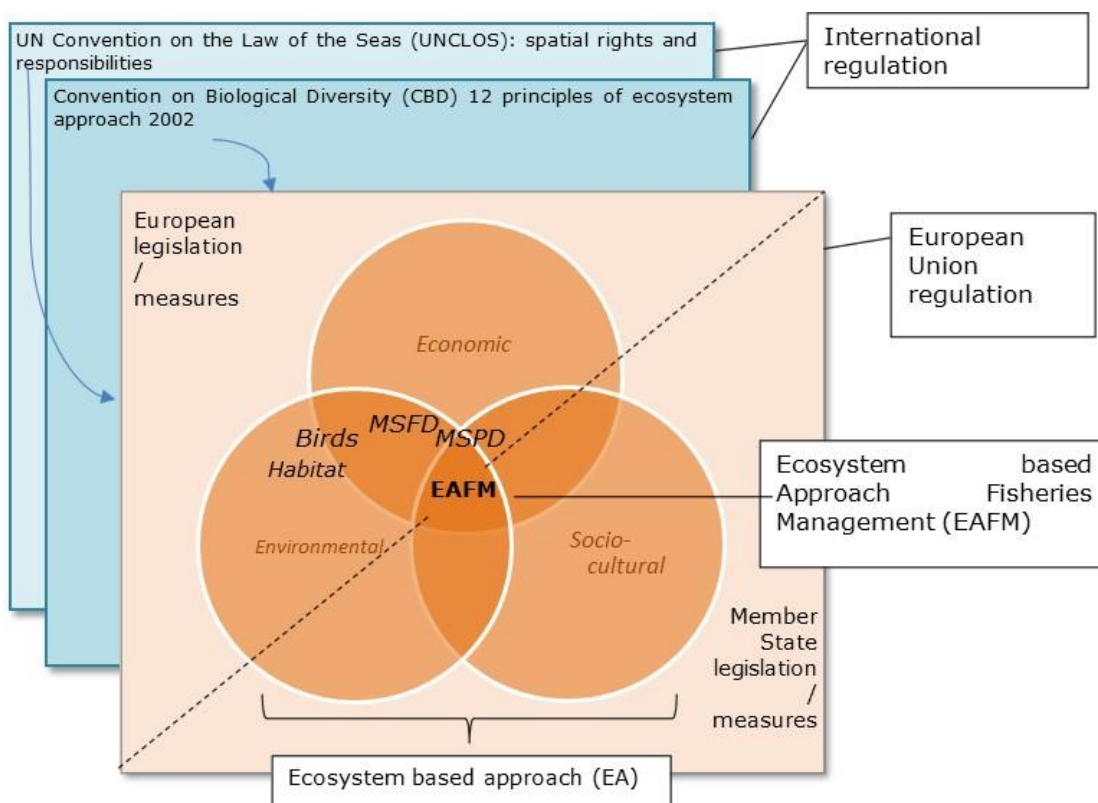 UN Convention on the Law of the Seas (UNCLOS): spatial rights and
responsibilities
Convention on Biological Diversity (CBD) 12 principles of ecosystem
approach 2002
International
regulation
European
legislation
/
measures
European
Union
regulation
Economic
MSFD
MSPD
Birds
Habitat
EAFM
Ecosystem based
Approach Fisheries
Management (EAFM)
Environmental
Socio-
cultural
Member
State
legislation
/
measures
Ecosystem based approach (EA)